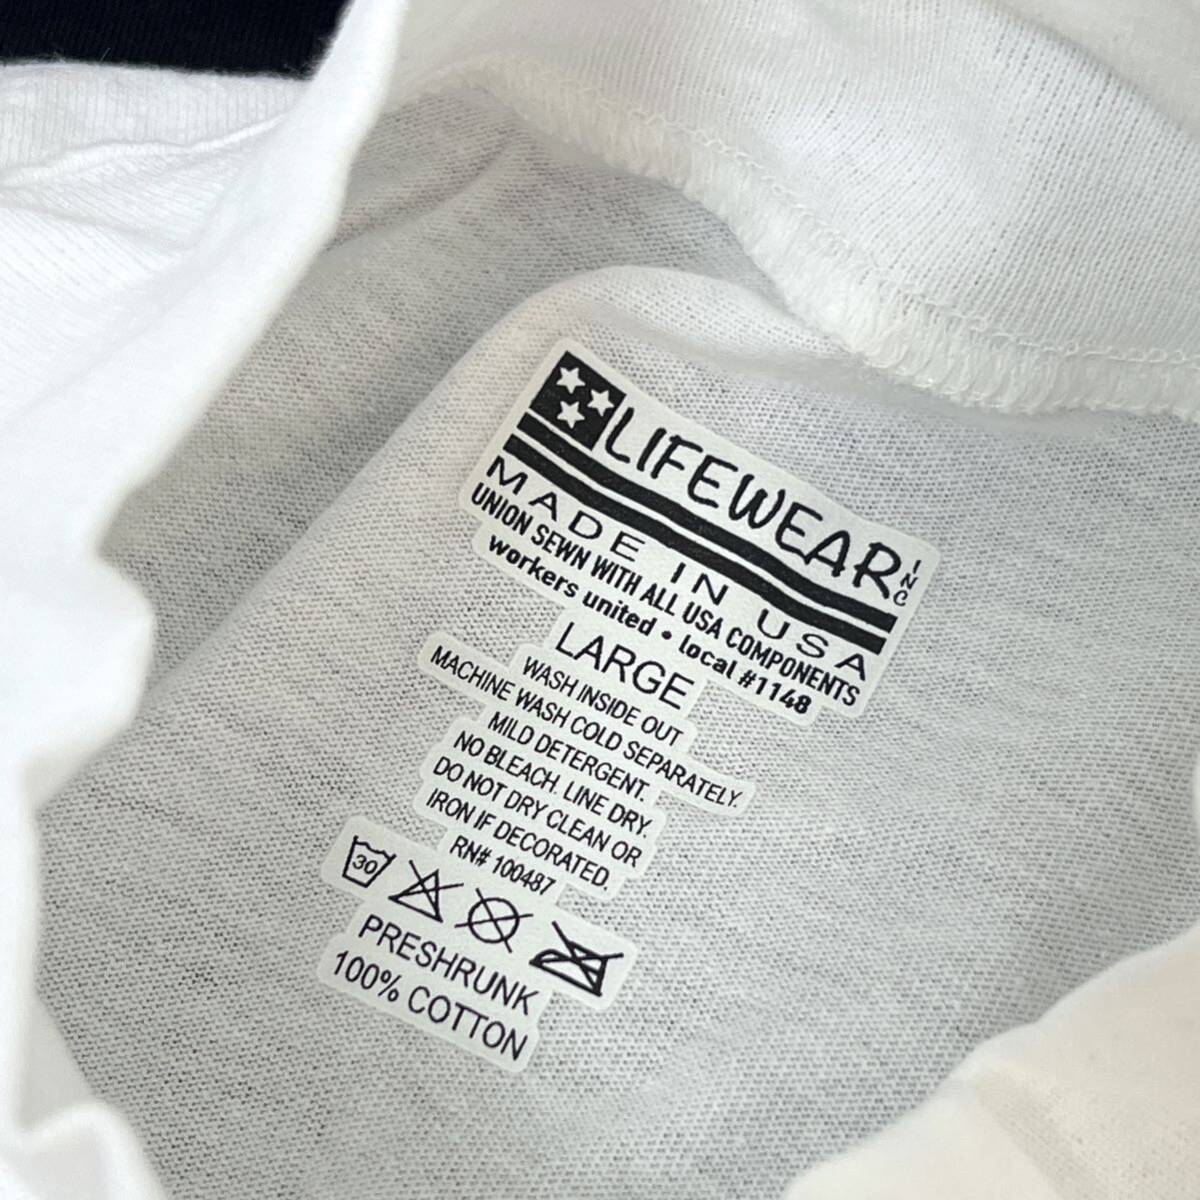 LIFEWEAR INC
MADE IN USA
UNION SEWN WITH ALL USA COMPONENTS
workers united • local #1148
LARGE
WASH INSIDE OUT
MACHINE WASH COLD SEPARATELY.
MILD DETERGENT.
NO BLEACH. LINE DRY.
DO NOT DRY CLEAN OR
IRON IF DECORATED.
RN# 100487
30
PRESHRUNK
100% COTTON